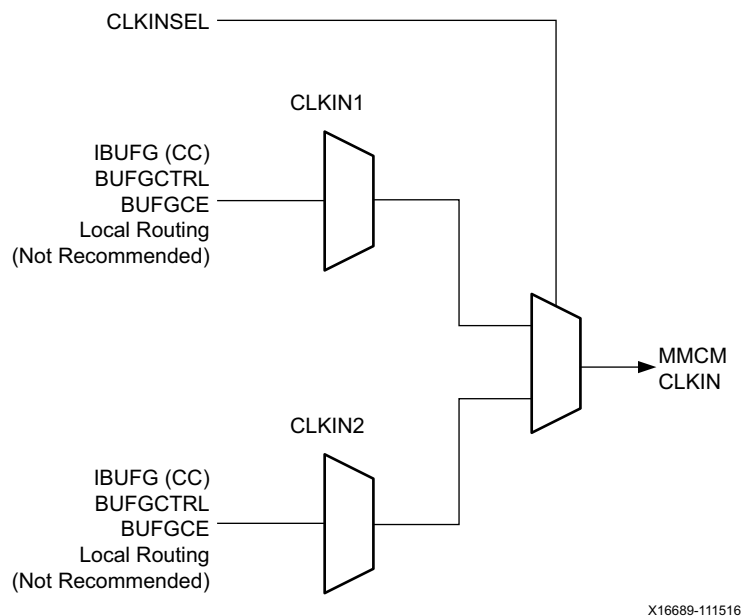 CLKINSEL
CLKIN1
IBUFG (CC)
BUFGCTRL
BUFGCE
Local Routing
(Not Recommended)
MMCM
CLKIN
CLKIN2
IBUFG (CC)
BUFGCTRL
BUFGCE
Local Routing
(Not Recommended)
X16689-111516